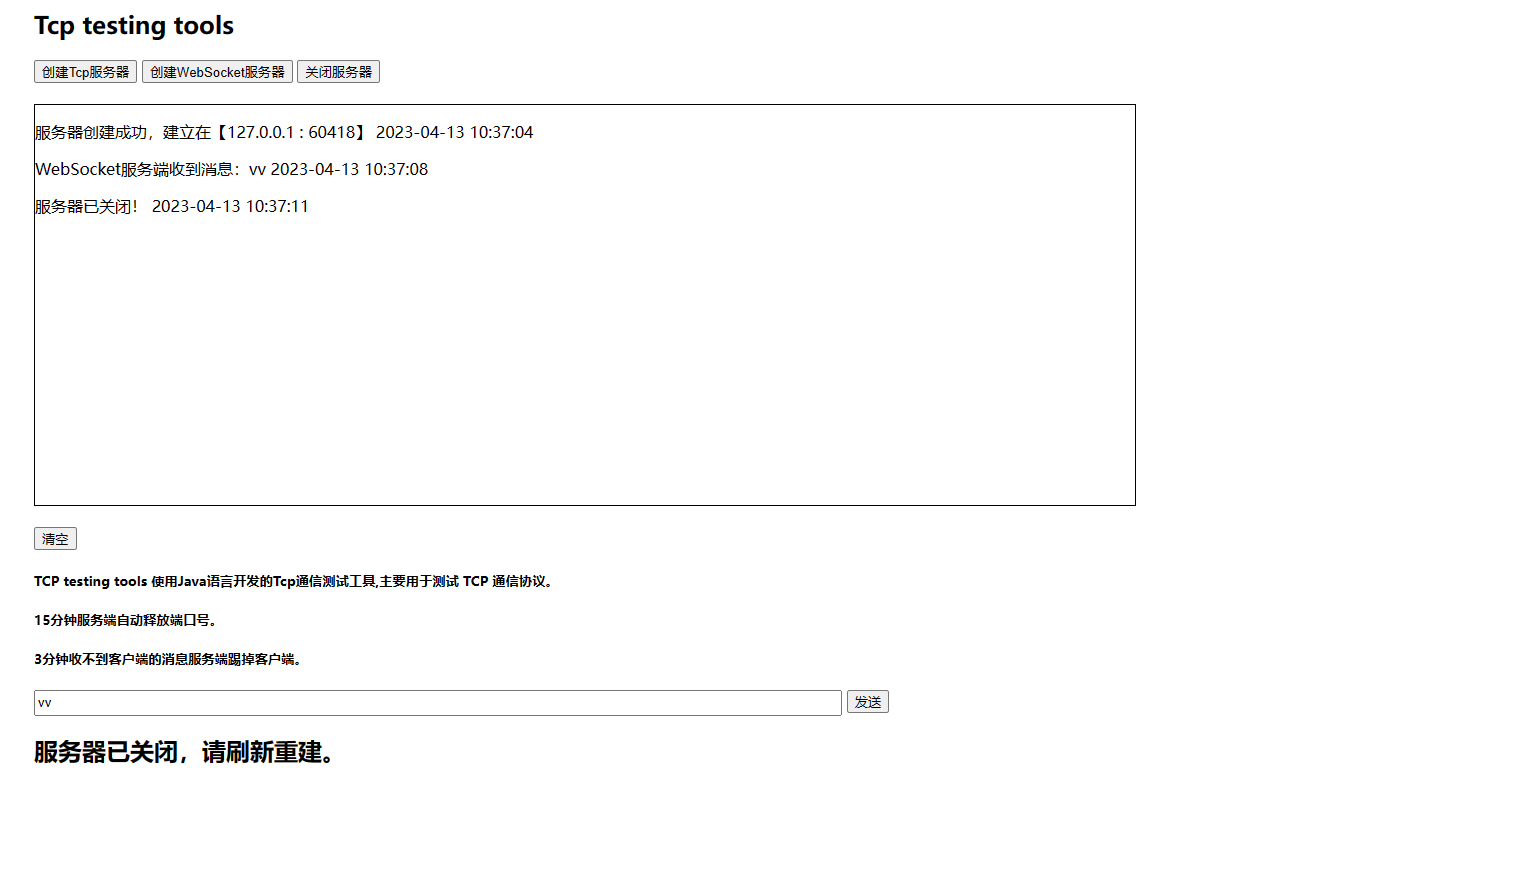 Tcp testing tools
创建Tcp服务器 创建WebSocket服务器 关闭服务器
服务器创建成功，建立在【127.0.0.1 : 60418】 2023-04-13 10:37:04
WebSocket服务端收到消息：vv 2023-04-13 10:37:08
服务器已关闭！ 2023-04-13 10:37:11
清空
TCP testing tools 使用Java语言开发的Tcp通信测试工具,主要用于测试 TCP 通信协议。
15分钟服务端自动释放端口号。
3分钟收不到客户端的消息服务端踢掉客户端。
vv 发送
服务器已关闭，请刷新重建。